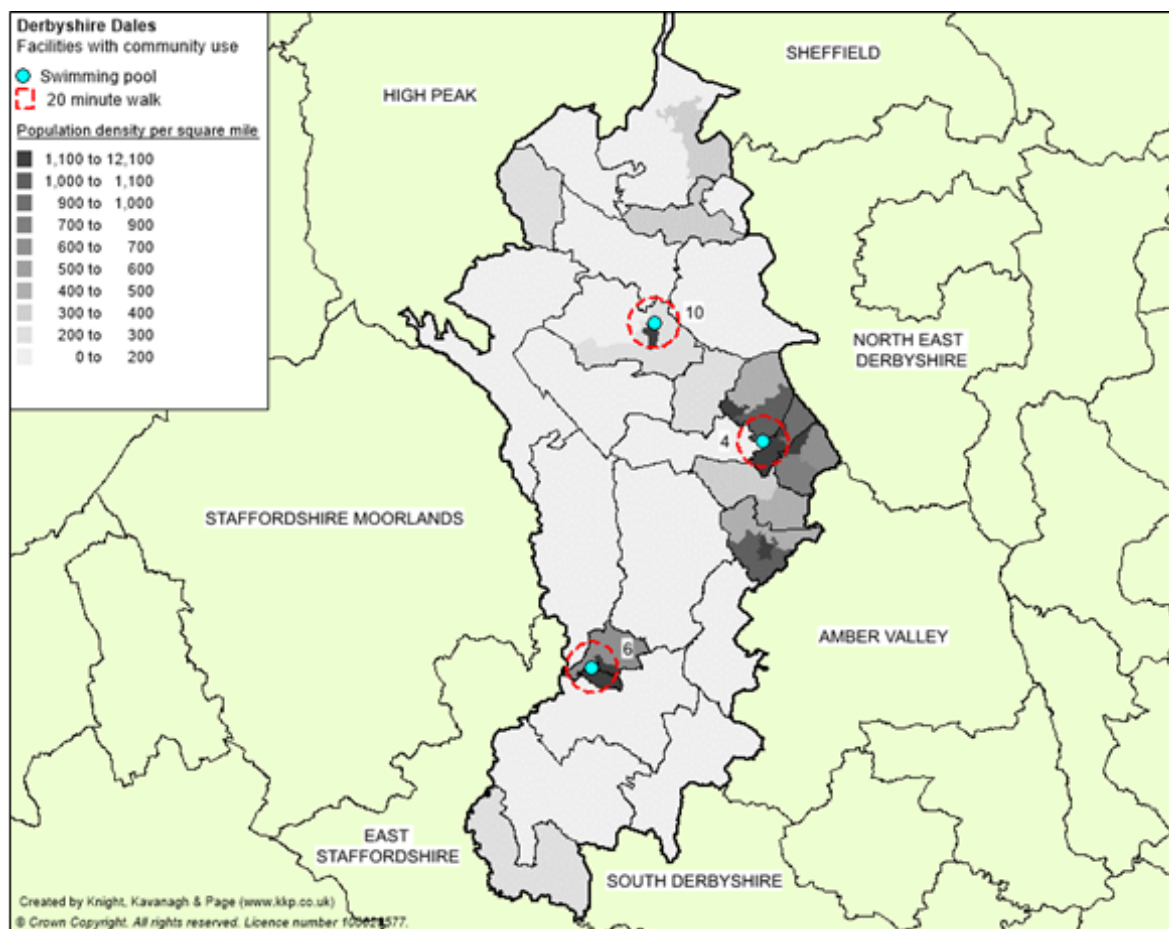 Derbyshire Dales
Facilities with community use
Swimming pool
20 minute walk
Population density per square mile
1,100 to 12,100
1,000 to 1,100
900 to 1,000
700 to 900
600 to 700
500 to 600
400 to 500
300 to 400
200 to 300
0 to 200
SHEFFIELD
HIGH PEAK
10
NORTH EAST
DERBYSHIRE
4
STAFFORDSHIRE MOORLANDS
AMBER VALLEY
6
EAST
STAFFORDSHIRE
SOUTH DERBYSHIRE
Created by Knight, Kavanagh & Page (www.kkp.co.uk)
© Crown Copyright. All rights reserved. Licence number